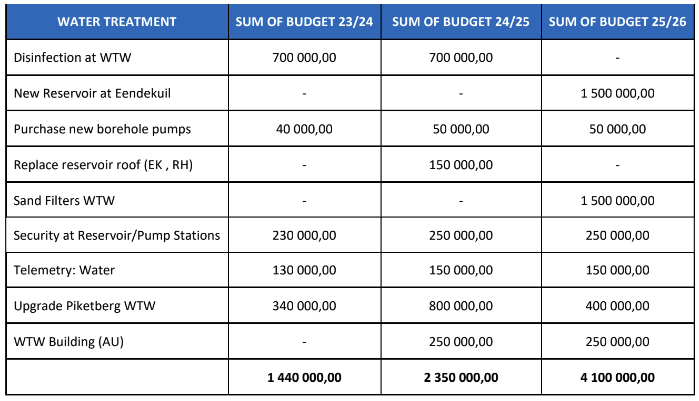 WATER TREATMENT SUM OF BUDGET 23/24 SUM OF BUDGET 24/25 SUM OF BUDGET 25/26
Disinfection at WTW 700 000,00 700 000,00 -
New Reservoir at Eendekuil - - 1 500 000,00
Purchase new borehole pumps 40 000,00 50 000,00 50 000,00
Replace reservoir roof (EK , RH) - 150 000,00 -
Sand Filters WTW - - 1 500 000,00
Security at Reservoir/Pump Stations 230 000,00 250 000,00 250 000,00
Telemetry: Water 130 000,00 150 000,00 150 000,00
Upgrade Piketberg WTW 340 000,00 800 000,00 400 000,00
WTW Building (AU) - 250 000,00 250 000,00
1 440 000,00 2 350 000,00 4 100 000,00